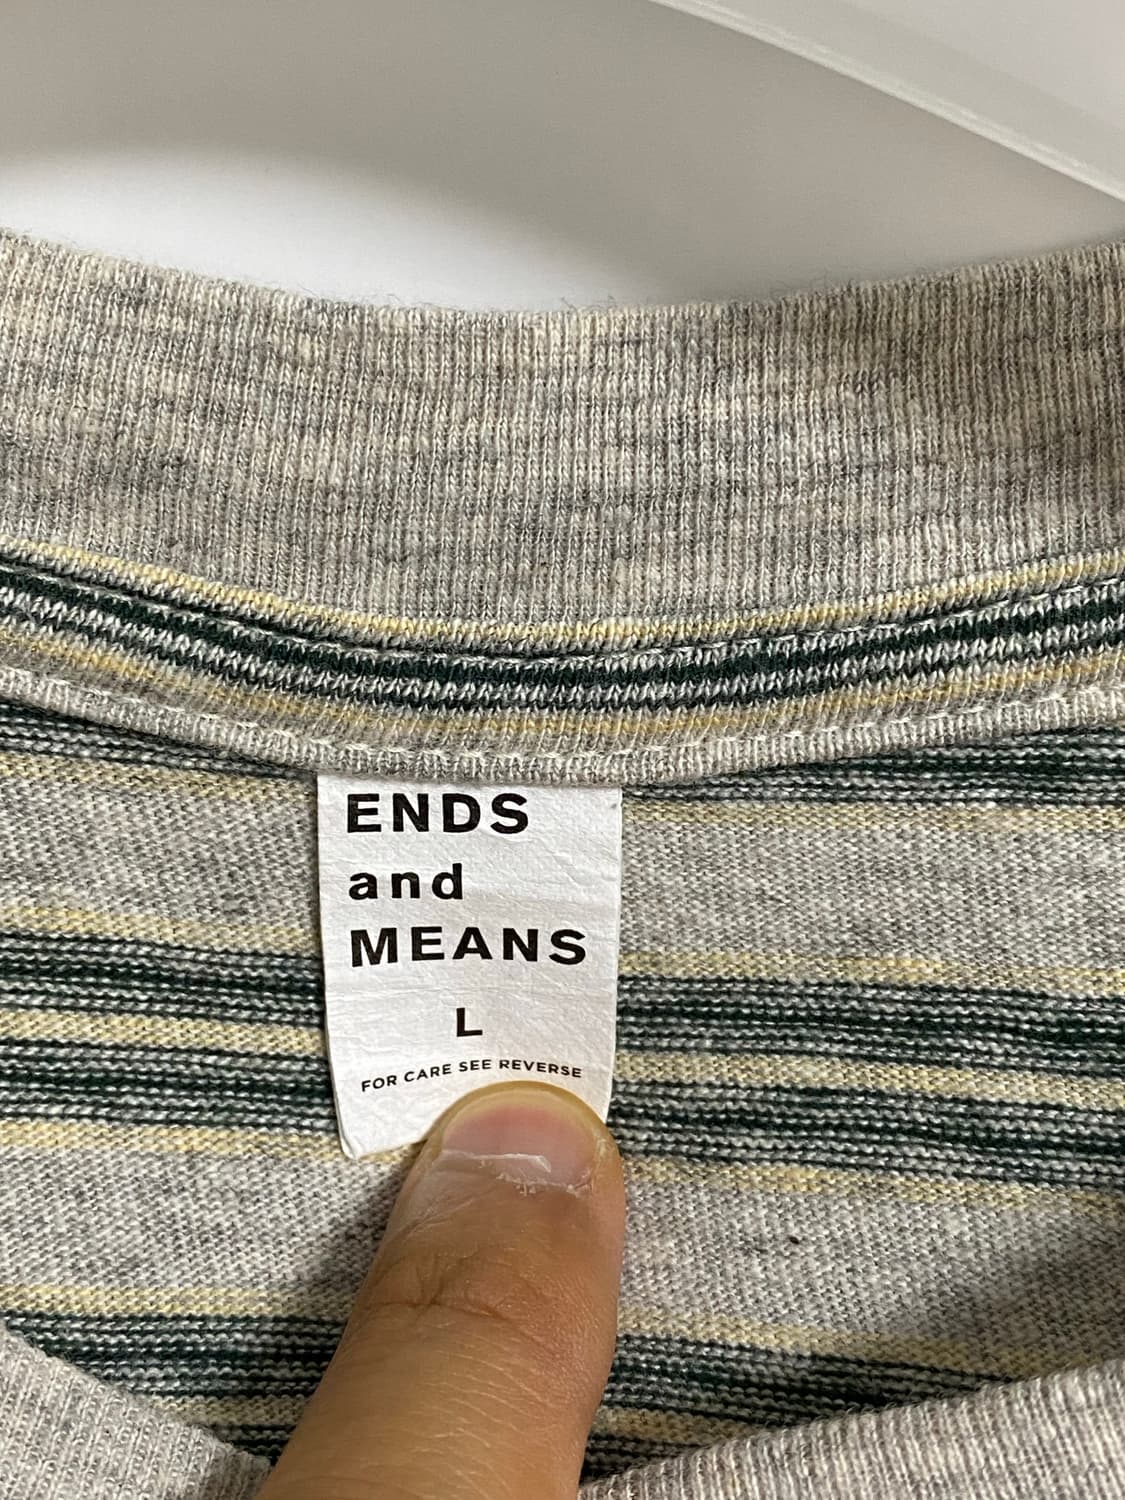 ENDS
and
MEANS
L
FOR CARE SEE REVERSE